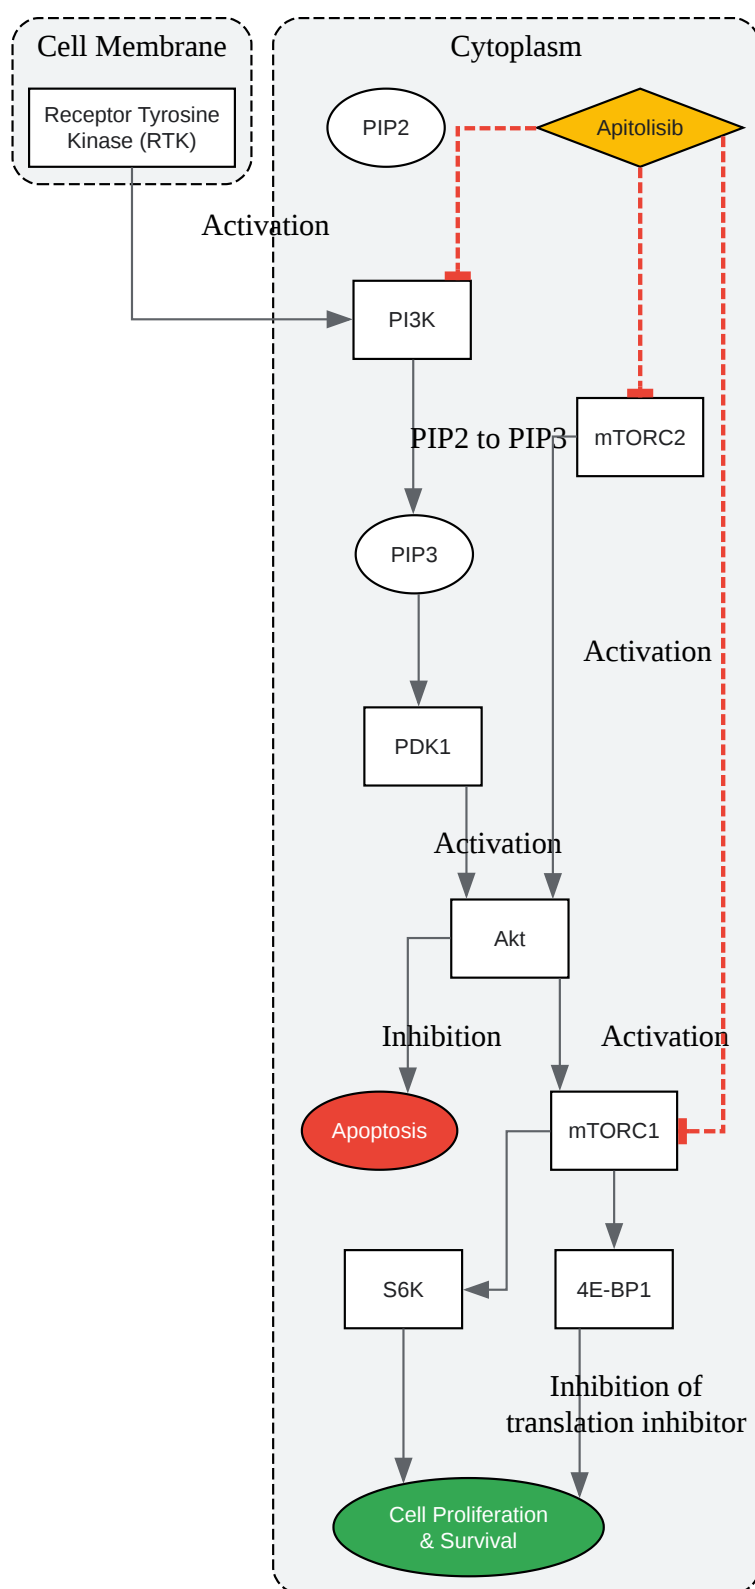 Cell Membrane
Cytoplasm
Receptor Tyrosine
Kinase (RTK)
PIP2
Apitolisib
Activation
PI3K
PIP2 to PIP3
mTORC2
PIP3
Activation
PDK1
Activation
Akt
Inhibition
Activation
Apoptosis
mTORC1
S6K
4E-BP1
Inhibition of
translation inhibitor
Cell Proliferation
& Survival